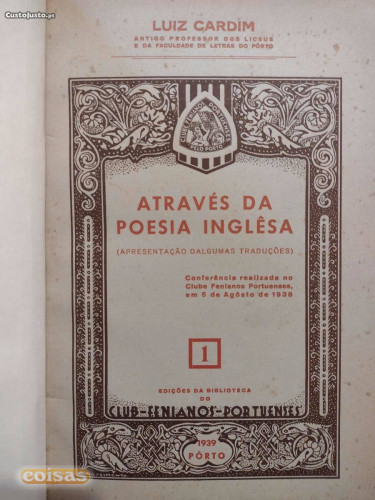 CustoJusto.pt
LUIZ CARDIM
ANTIGO PROFESSOR DOS LICEUS
E DA FACULDADE DE LETRAS DO PÔRTO
PELO PORTO
ATRAVÉS DA
POESIA INGLÊSA
(APRESENTAÇÃO DALGUMAS TRADUÇÕES)
Conferência realizada no
Clube Fenianos Portuenses,
em 5 de Agôsto de 1938
1
EDIÇÕES DA BIBLIOTECA
DO
CLUB-FENIANOS-PORTUENSES
1939
PÔRTO
coisas